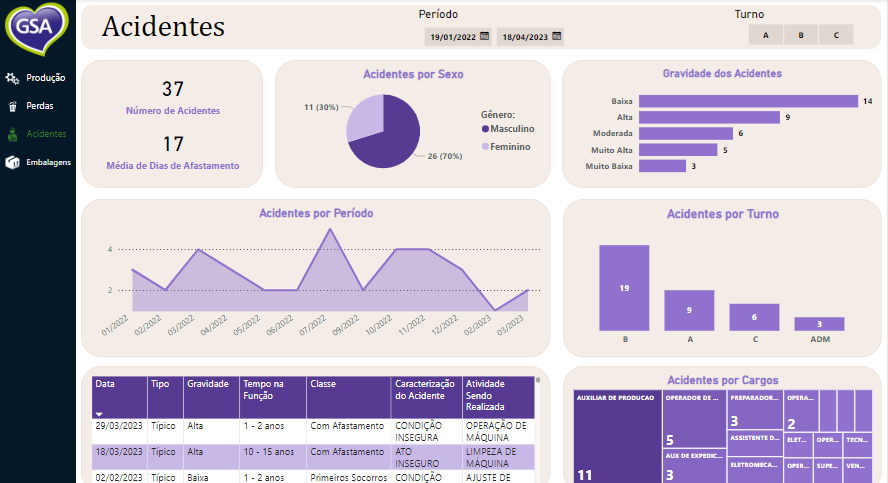 GSA
Produção
Perdas
Acidentes
Embalagens
Acidentes
Período
19/01/2022
18/04/2023
Turno
A B C
37
Número de Acidentes
17
Média de Dias de Afastamento
Acidentes por Sexo
11 (30%)
26 (70%)
Gênero:
Masculino
Feminino
Gravidade dos Acidentes
Baixa 14
Alta 9
Moderada 6
Muito Alta 5
Muito Baixa 3
Acidentes por Período
4
2
01/2022 02/2022 03/2022 04/2022 05/2022 06/2022 07/2022 09/2022 10/2022 11/2022 12/2022 02/2023 03/2023
Acidentes por Turno
19 9 6 3
B A C ADM
Data Tipo Gravidade Tempo na Função Classe Caracterização do Acidente Atividade Sendo Realizada
29/03/2023 Típico Alta 1 - 2 anos Com Afastamento CONDIÇÃO INSEGURA OPERAÇÃO DE MÁQUINA
18/03/2023 Típico Alta 10 - 15 anos Com Afastamento ATO INSEGURO LIMPEZA DE MÁQUINA
02/02/2023 Típico Baixa 1 - 2 anos Primeiros Socorros CONDIÇÃO AJUSTE DE
Acidentes por Cargos
AUXILIAR DE PRODUCAO
11
OPERADOR DE ...
5
AUX DE EXPEDIC...
3
PREPARADOR...
3
ASSISTENTE D...
ELETROMECA...
OPERA...
2
ELET... OPER... TECN...
OPER... SUPE... VEN...